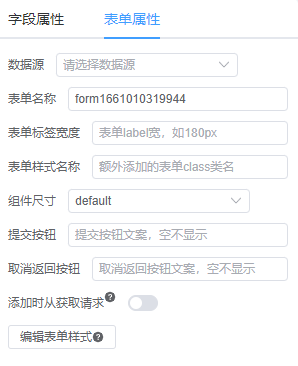 字段属性 表单属性
数据源 请选择数据源
表单名称 form1661010319944
表单标签宽度 表单label宽，如180px
表单样式名称 额外添加的表单class类名
组件尺寸 default
提交按钮 提交按钮文案，空不显示
取消返回按钮 取消返回按钮文案，空不显示
添加时从获取请求?
编辑表单样式?